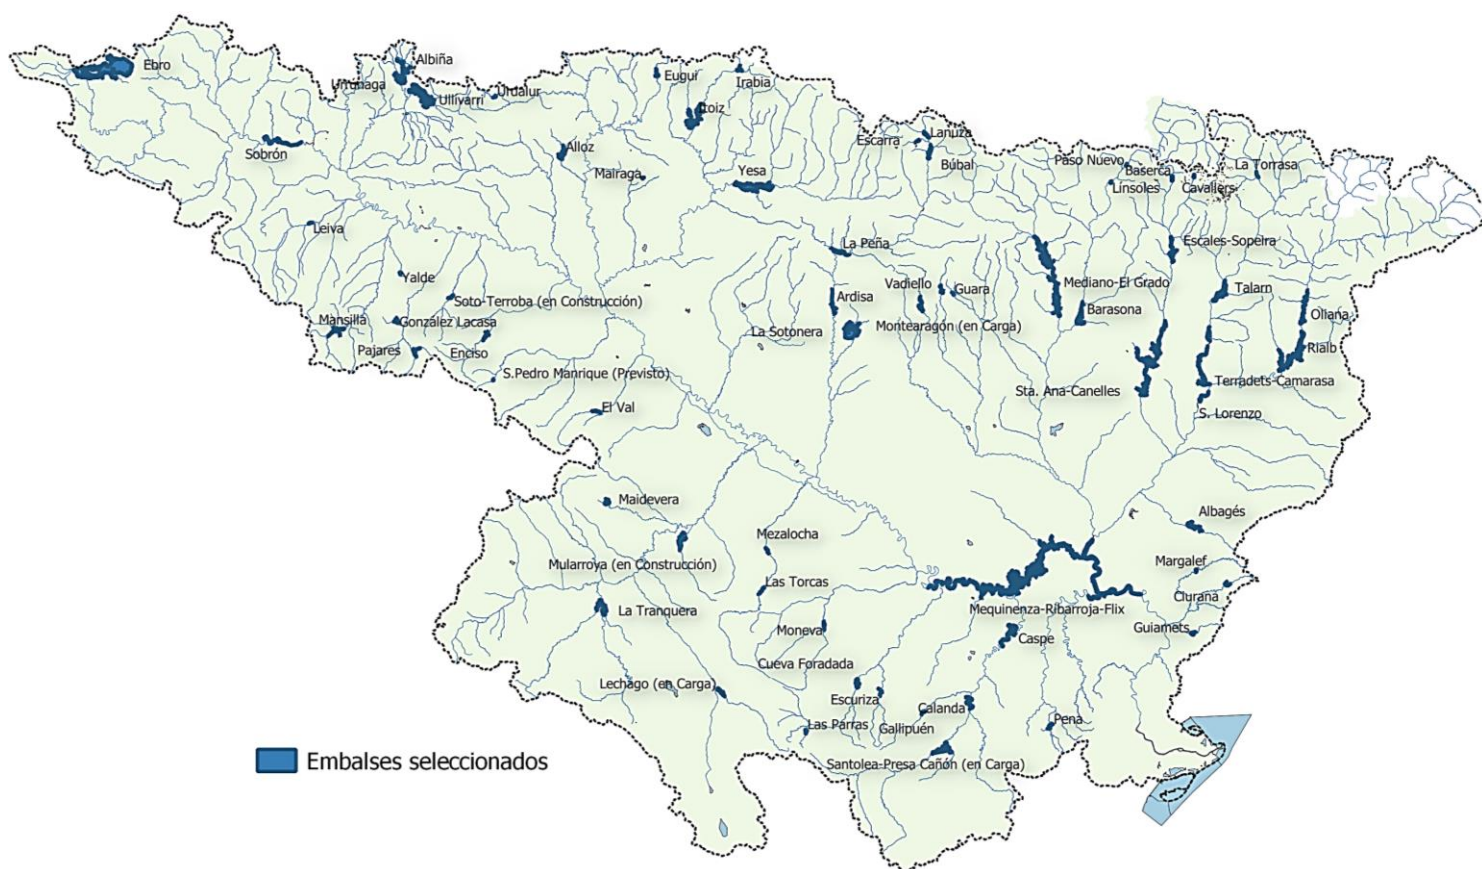 Ebro
Albiña
Urrunaga
Ullivarri
Urdalur
Eugui
Irabia
Itoiz
Sobrón
Alloz
Mairaga
Yesa
Escarra
Lanuza
Búbal
Paso Nuevo
Baserca
Linsoles
Cavallers
La Torrasa
Leiva
La Peña
Escales-Sopeira
Yalde
Soto-Terroba (en Construcción)
Ardisa
Vadiello
Guara
Mediano-El Grado
Barasona
Talarn
Oliana
Mansilla
González Lacasa
Pajares
Enciso
La Sotonera
Montearagón (en Carga)
Rialb
S.Pedro Manrique (Previsto)
Sta. Ana-Canelles
Terradets-Camarasa
El Val
S. Lorenzo
Maidevera
Albagés
Mezalocha
Mularroya (en Construcción)
Margalef
Las Torcas
Ciurana
La Tranquera
Mequinenza-Ribarroja-Flix
Moneva
Caspe
Guiamets
Cueva Foradada
Lechago (en Carga)
Escuriza
Calanda
Las Parras
Gallipuén
Pena
Santolea-Presa Cañón (en Carga)
Embalses seleccionados